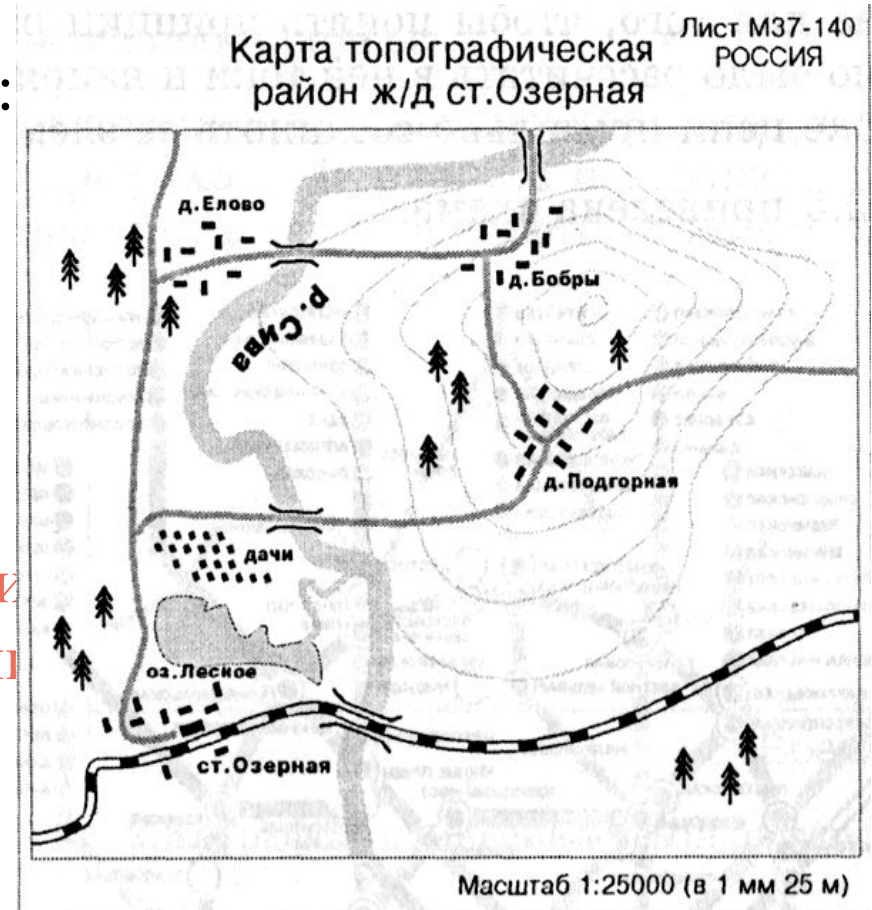 Лист М37-140
РОССИЯ
Карта топографическая
район ж/д ст.Озерная
:
д.Елово
д.Бобры
р. Сива
д.Подгорная
дачи
оз.Лесное
ст.Озерная
Масштаб 1:25000 (в 1 мм 25 м)